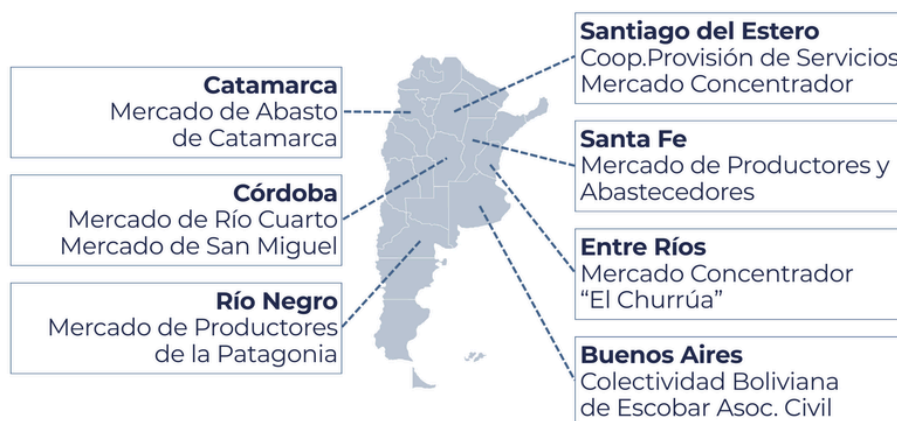 Catamarca
Mercado de Abasto
de Catamarca
Córdoba
Mercado de Río Cuarto
Mercado de San Miguel
Río Negro
Mercado de Productores
de la Patagonia
Santiago del Estero
Coop.Provisión de Servicios
Mercado Concentrador
Santa Fe
Mercado de Productores y
Abastecedores
Entre Ríos
Mercado Concentrador
“El Churrúa”
Buenos Aires
Colectividad Boliviana
de Escobar Asoc. Civil